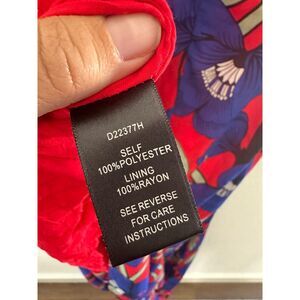 D22377H
SELF
100%POLYESTER
LINING
100%RAYON
SEE REVERSE
FOR CARE
INSTRUCTIONS